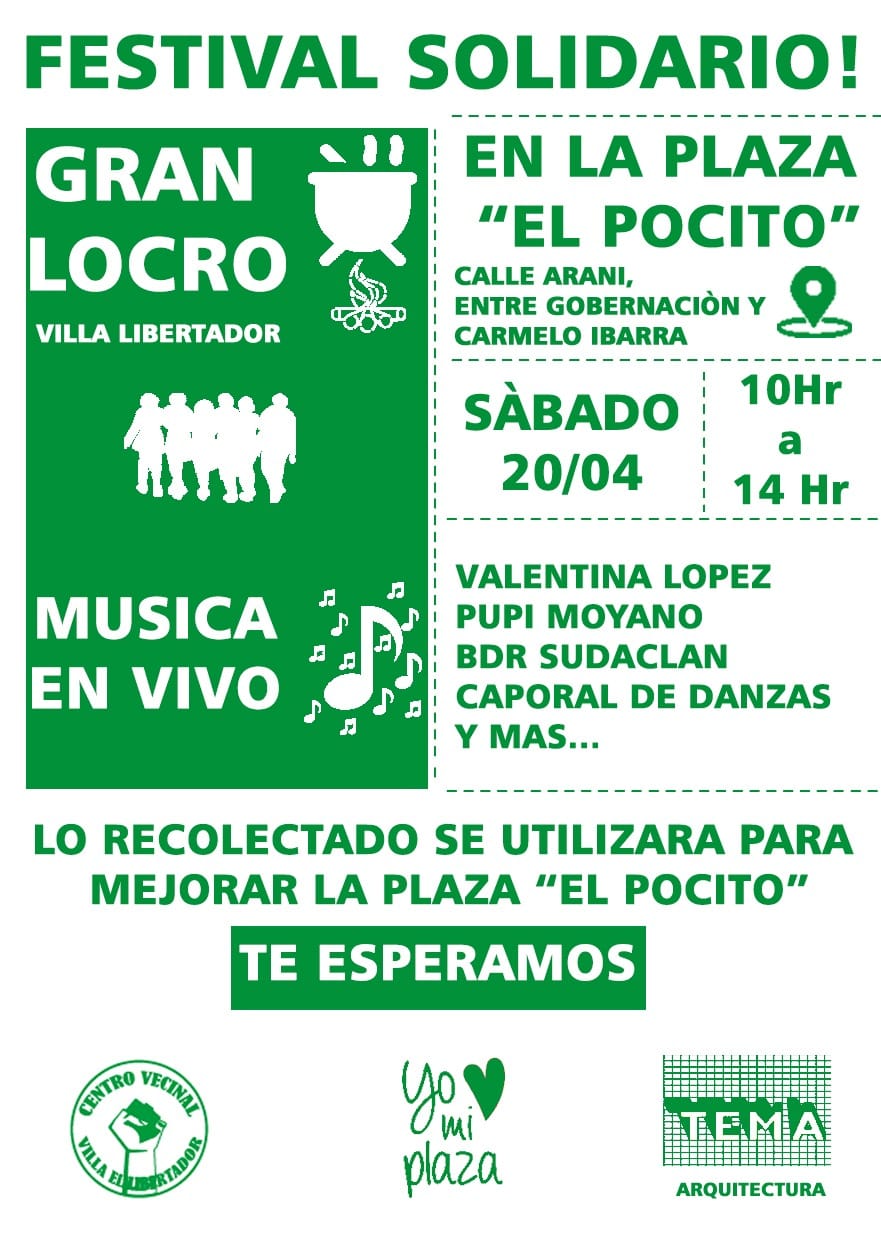 FESTIVAL SOLIDARIO!
GRAN
LOCRO
VILLA LIBERTADOR
MUSICA
EN VIVO
EN LA PLAZA
“EL POCITO”
CALLE ARANI,
ENTRE GOBERNACIÒN Y
CARMELO IBARRA
SÀBADO
20/04
10Hr
a
14 Hr
VALENTINA LOPEZ
PUPI MOYANO
BDR SUDACLAN
CAPORAL DE DANZAS
Y MAS...
LO RECOLECTADO SE UTILIZARA PARA
MEJORAR LA PLAZA “EL POCITO”
TE ESPERAMOS
CENTRO VECINAL
VILLA EL LIBERTADOR
yo
mi
plaza
TEMA
ARQUITECTURA